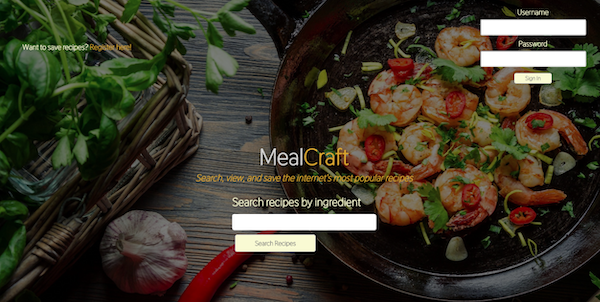 Username
Want to save recipes? Register here!
Password
Sign In
MealCraft
Search, view, and save the internet's most popular recipes
Search recipes by ingredient
Search Recipes